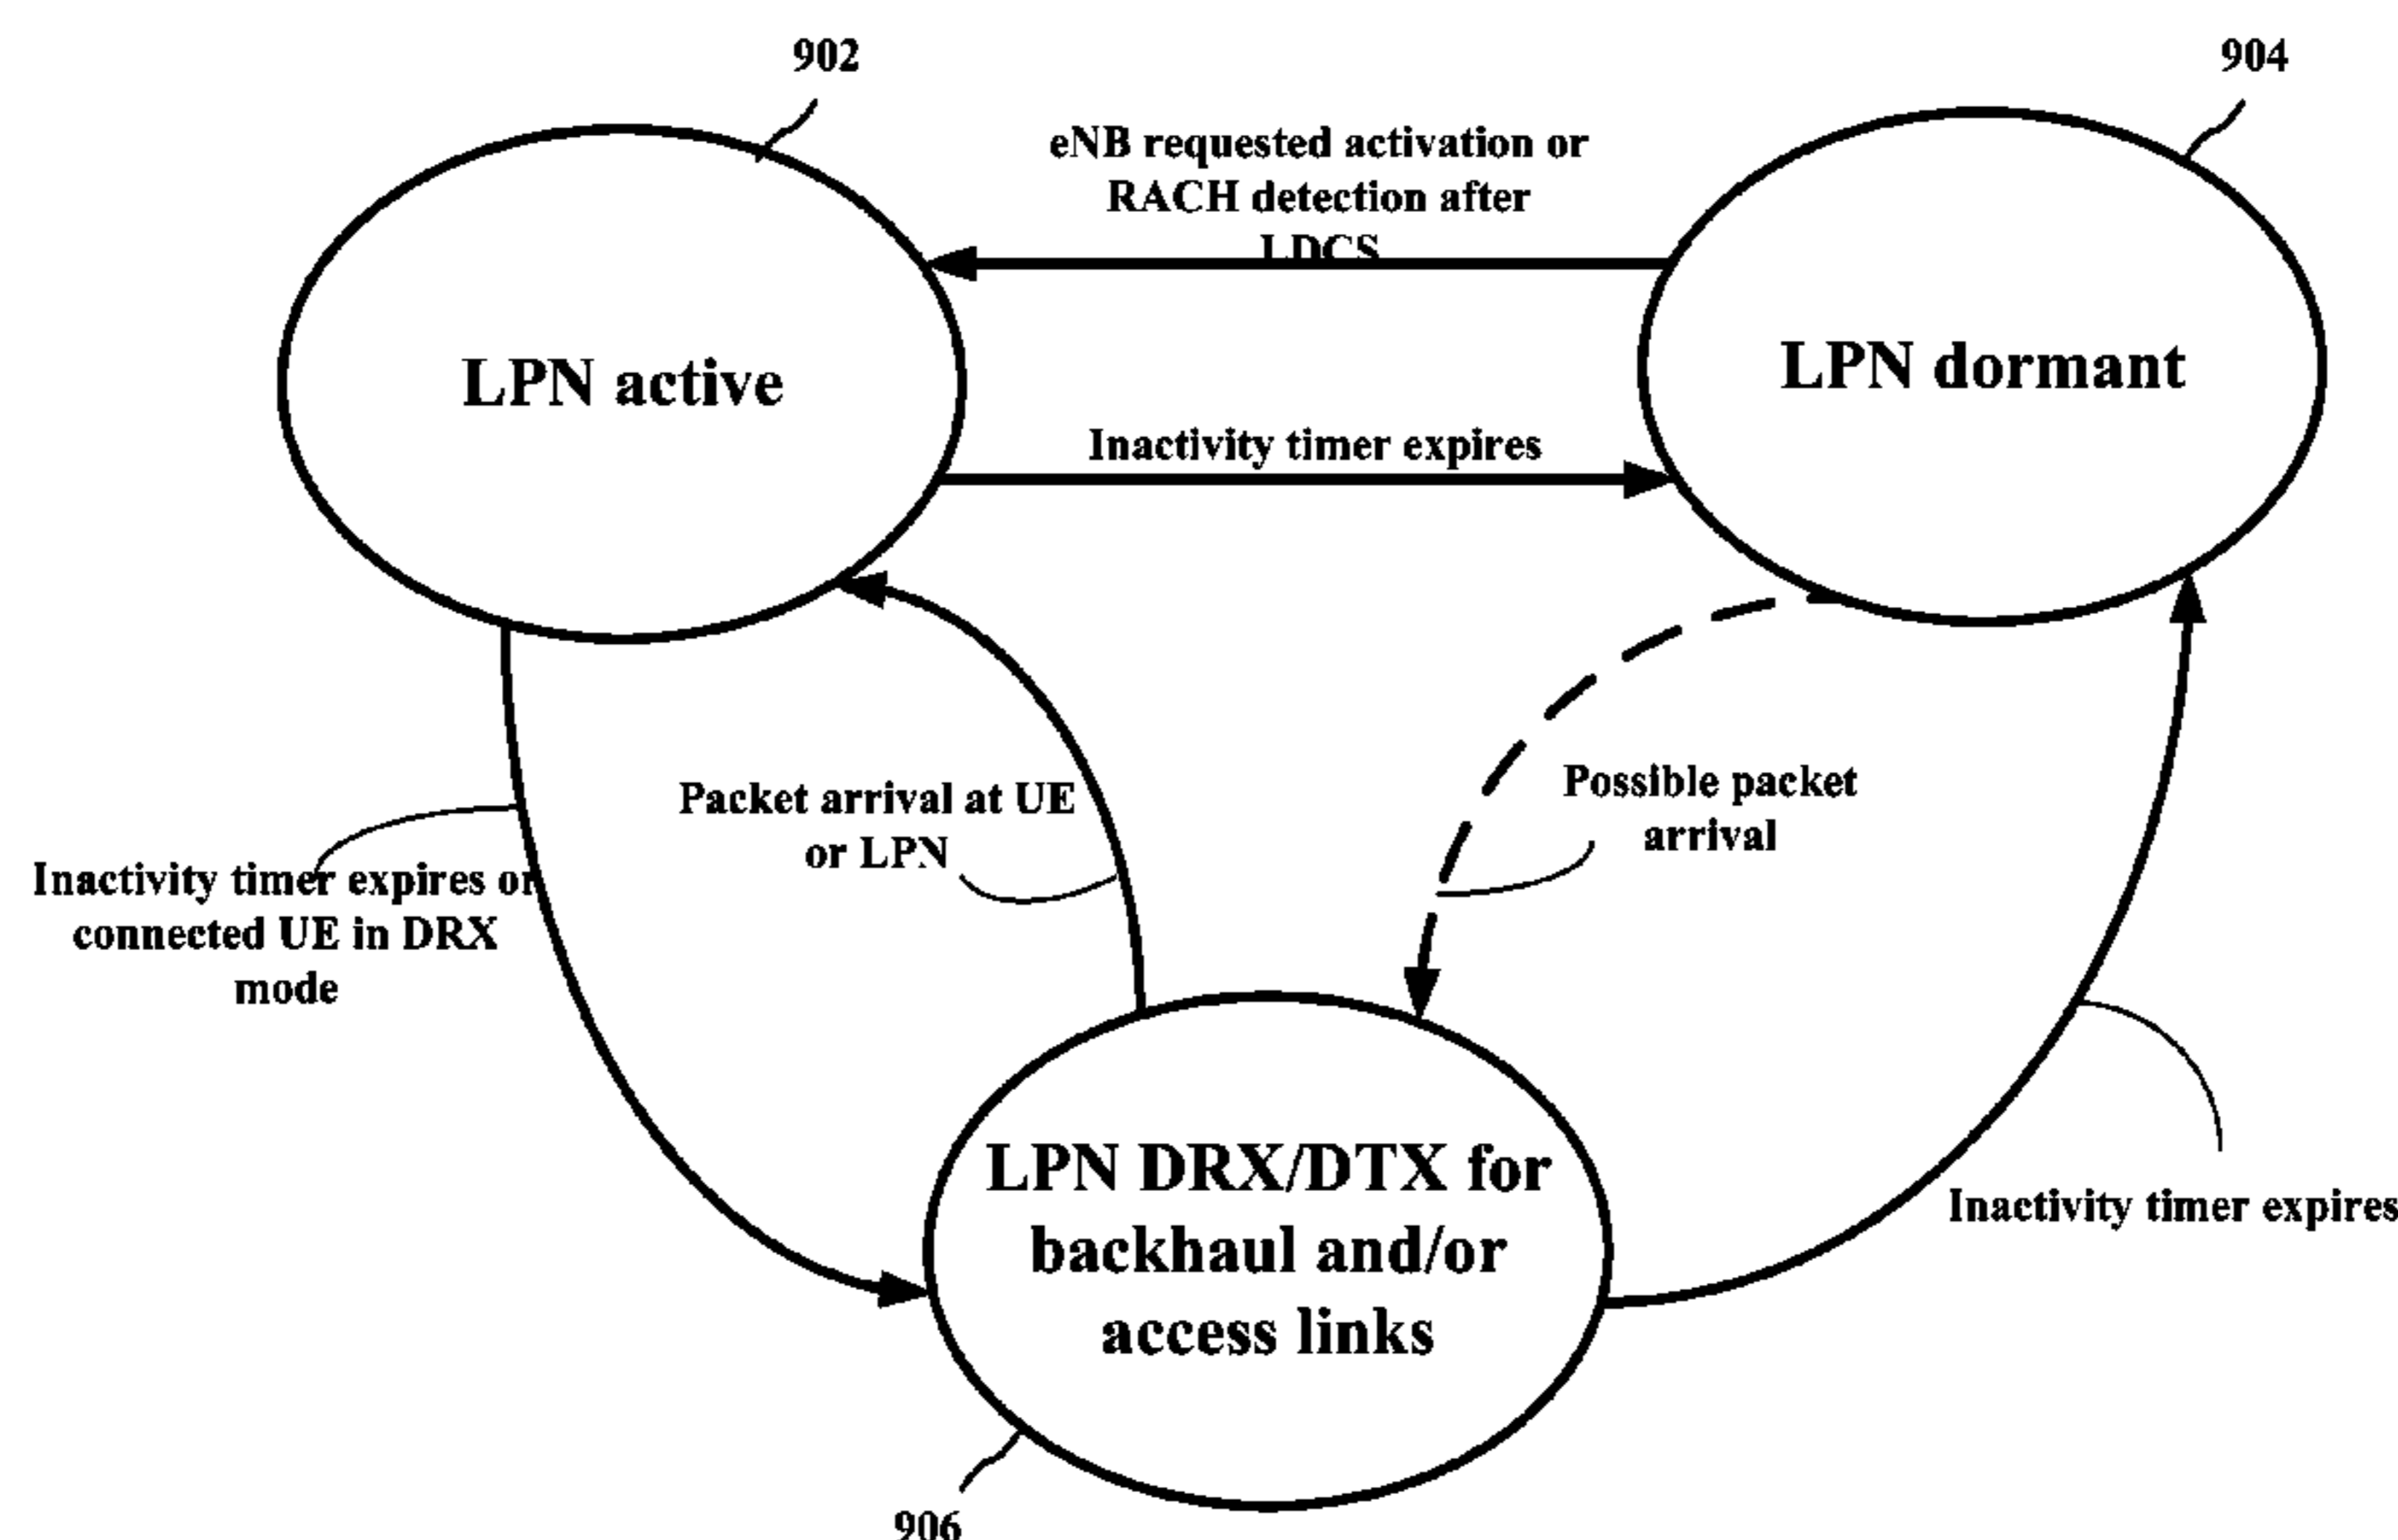 902
904
eNB requested activation or
RACH detection after
LDCS
LPN active
LPN dormant
Inactivity timer expires
Packet arrival at UE
or LPN
Possible packet
arrival
Inactivity timer expires or
connected UE in DRX
mode
LPN DRX/DTX for
backhaul and/or
access links
Inactivity timer expires
906